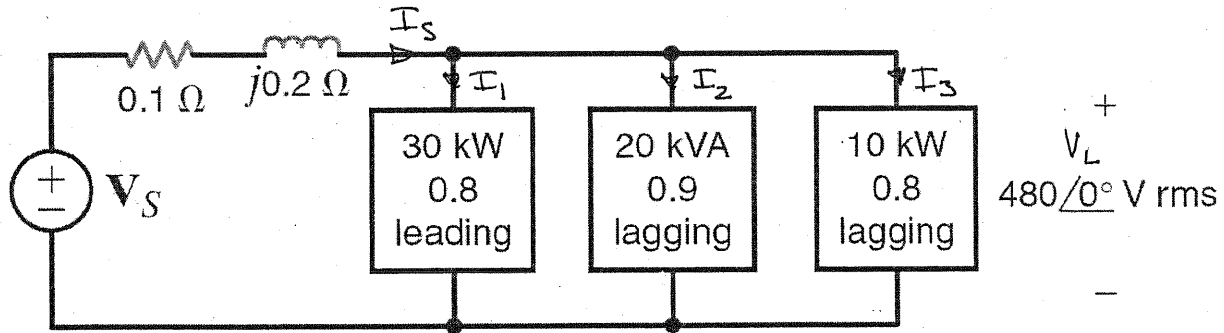 I_S
0.1 Ω
j0.2 Ω
I_1
I_2
I_3
+
−
V_S
30 kW
0.8
leading
20 kVA
0.9
lagging
10 kW
0.8
lagging
+
V_L
480/0° V rms
−